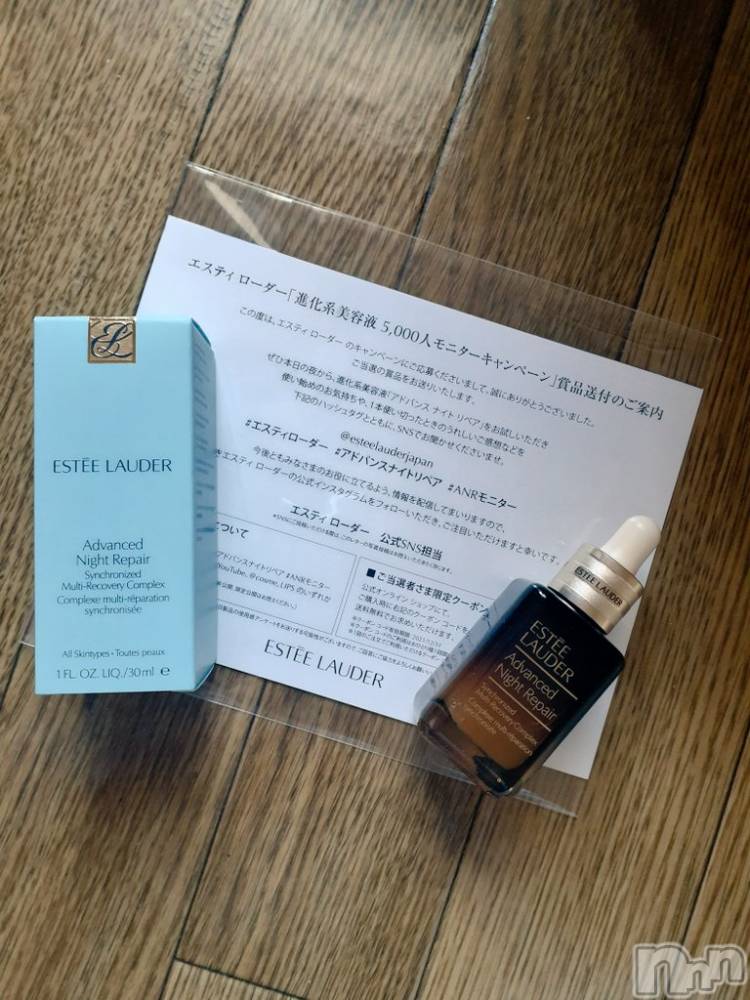 エスティ ローダー「進化系美容液 5,000人モニターキャンペーン」賞品送付のご案内
この度は、エスティ ローダー のキャンペーンにご応募くださいまして、誠にありがとうございました。
ご当選の賞品をお送りいたします。
ぜひ本日の夜から、進化系美容液「アドバンス ナイト リペア」をお試しいただき
使い始めのお気持ちや、1本使い切ったときのうれしいご感想などを
下記のハッシュタグとともに、SNSでお聞かせくださいませ。
@esteelauderjapan
#エスティローダー #アドバンスナイトリペア #ANRモニター
今後ともみなさまのお役に立てるよう、情報を配信してまいりますので、
エスティ ローダーの公式インスタグラムをフォローいただき、ご注目いただけますと幸いです。
エスティ ローダー 公式SNS担当
について
アドバンスナイトリペア #ANRモニター
YouTube、@cosme、LIPS のいずれか
■ご当選者さま限定クーポン
公式オンライン ショップにて、
ご購入時に右記のクーポンコードを
送料無料でお求めいただけます。
ESTĒE LAUDER
ESTĒE LAUDER
Advanced
Night Repair
Synchronized
Multi-Recovery Complex
Complexe multi-réparation
synchronisée
All Skintypes • Toutes peaux
1 FL. OZ. LIQ./30 ml e
ESTĒE LAUDER
ESTĒE
LAUDER
Advanced
Night Repair
Synchronized
Multi-Recovery Complex
Complexe multi-réparation
synchronisée